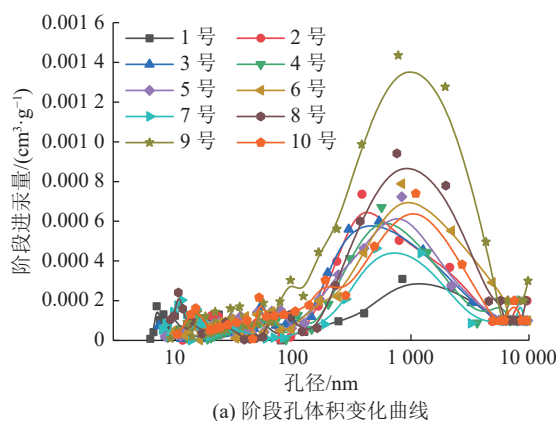 0.001 6
0.001 4
0.001 2
0.001 0
0.000 8
0.000 6
0.000 4
0.000 2
0
阶段进汞量/(cm³·g⁻¹)
1 号 2 号
3 号 4 号
5 号 6 号
7 号 8 号
9 号 10 号
10 100 1 000 10 000
孔径/nm
(a) 阶段孔体积变化曲线